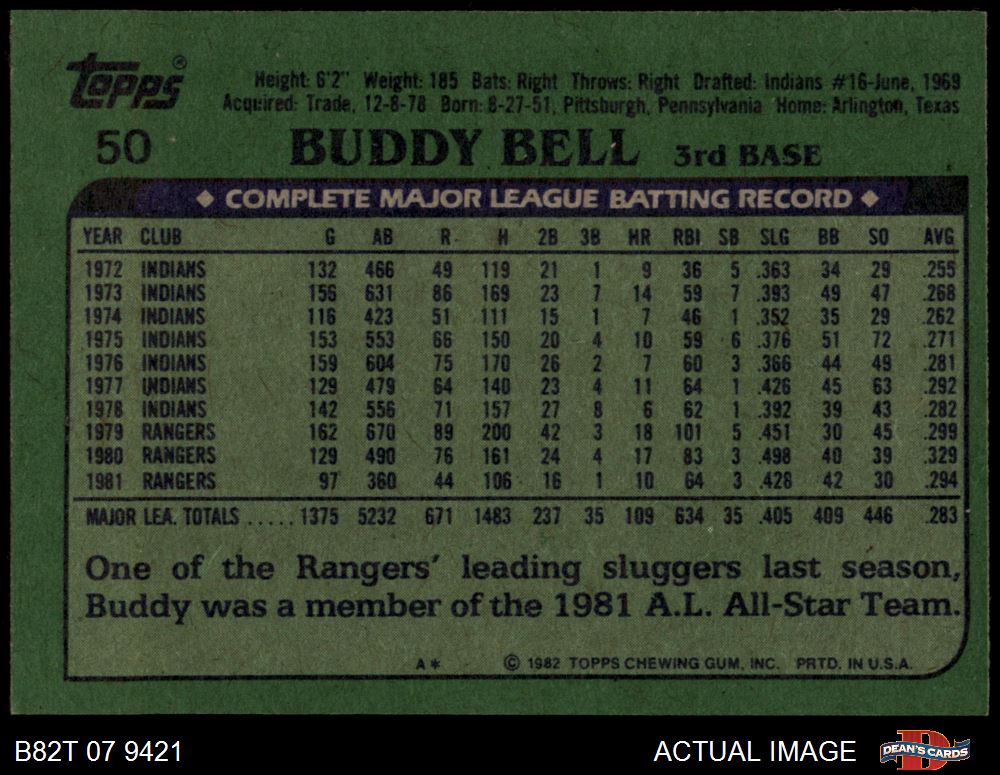 topps®
Height: 6'2" Weight: 185 Bats: Right Throws: Right Drafted: Indians #16-June, 1969
Acquired: Trade, 12-8-78 Born: 8-27-51, Pittsburgh, Pennsylvania Home: Arlington, Texas
50 BUDDY BELL 3rd BASE
◆ COMPLETE MAJOR LEAGUE BATTING RECORD ◆
YEAR CLUB G AB R H 2B 3B HR RBI SB SLG BB SO AVG
1972 INDIANS 132 466 49 119 21 1 9 36 5 .363 34 29 .255
1973 INDIANS 156 631 86 169 23 7 14 59 7 .393 49 47 .268
1974 INDIANS 116 423 51 111 15 1 7 46 1 .352 35 29 .262
1975 INDIANS 153 553 66 150 20 4 10 59 6 .376 51 72 .271
1976 INDIANS 159 604 75 170 26 2 7 60 3 .366 44 49 .281
1977 INDIANS 129 479 64 140 23 4 11 64 1 .426 45 63 .292
1978 INDIANS 142 556 71 157 27 8 6 62 1 .392 39 43 .282
1979 RANGERS 162 670 89 200 42 3 18 101 5 .451 30 45 .299
1980 RANGERS 129 490 76 161 24 4 17 83 3 .498 40 39 .329
1981 RANGERS 97 360 44 106 16 1 10 64 3 .428 42 30 .294
MAJOR LEA. TOTALS ..... 1375 5232 671 1483 237 35 109 634 35 .405 409 446 .283
One of the Rangers' leading sluggers last season,
Buddy was a member of the 1981 A.L. All-Star Team.
A* © 1982 TOPPS CHEWING GUM, INC. PRTD. IN U.S.A.
B82T 07 9421 ACTUAL IMAGE DEAN'S CARDS